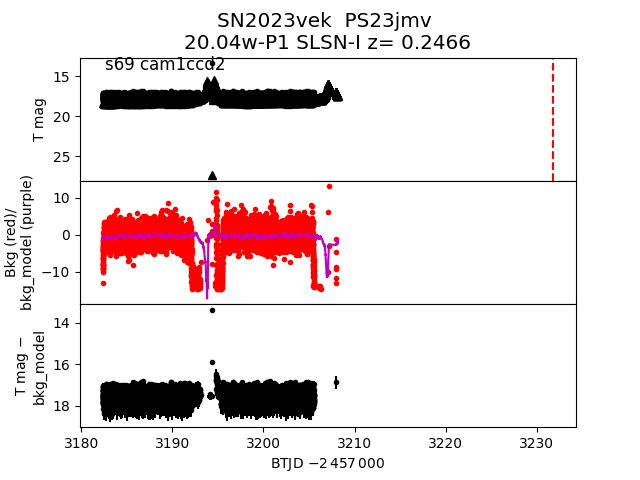 SN2023vek PS23jmv
20.04w-P1 SLSN-I z= 0.2466
s69 cam1ccd2
T mag
15
20
25
Bkg (red)/
bkg_model (purple)
10
0
−10
T mag −
bkg_model
14
16
18
3180 3190 3200 3210 3220 3230
BTJD −2 457 000